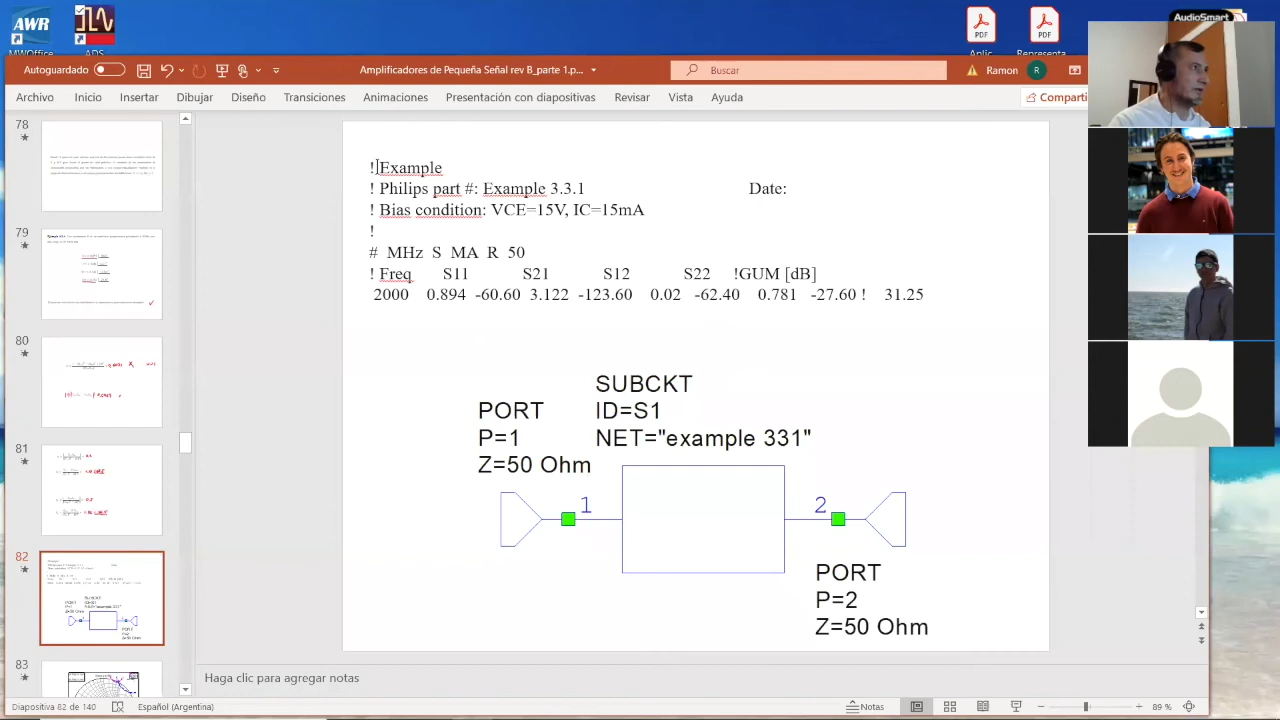 AWR
MWOffice
ADS
PDF
PDF
Aplic
Representa
AudioSmart
Autoguardado
Amplificadores de Pequeña Señal rev B_parte 1.p...
Buscar
Ramon
R
Archivo Inicio Insertar Dibujar Diseño Transiciones Animaciones Presentación con diapositivas Revisar Vista Ayuda
Comparti
78
79
80
81
82
83
!Example
! Philips part #: Example 3.3.1 Date:
! Bias condition: VCE=15V, IC=15mA
!
# MHz S MA R 50
! Freq S11 S21 S12 S22 !GUM [dB]
2000 0.894 -60.60 3.122 -123.60 0.02 -62.40 0.781 -27.60 ! 31.25
SUBCKT
ID=S1
NET="example 331"
PORT
P=1
Z=50 Ohm
1
2
PORT
P=2
Z=50 Ohm
Haga clic para agregar notas
Diapositiva 82 de 140
Español (Argentina)
Notas
89 %